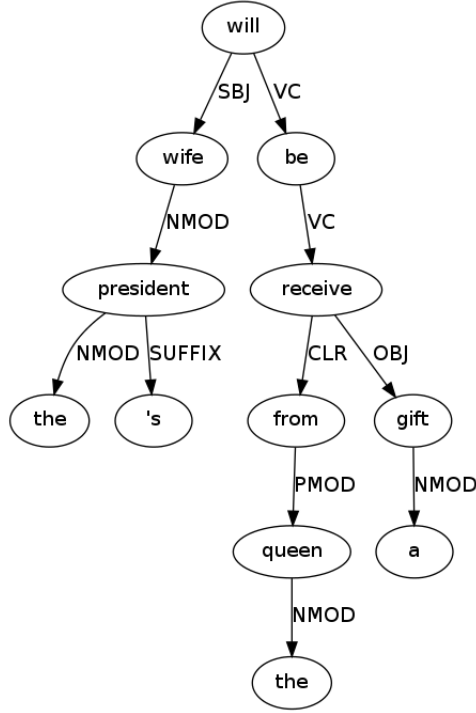 will
SBJ VC
wife be
NMOD VC
president receive
NMOD SUFFIX CLR OBJ
the 's from gift
PMOD NMOD
queen a
NMOD
the